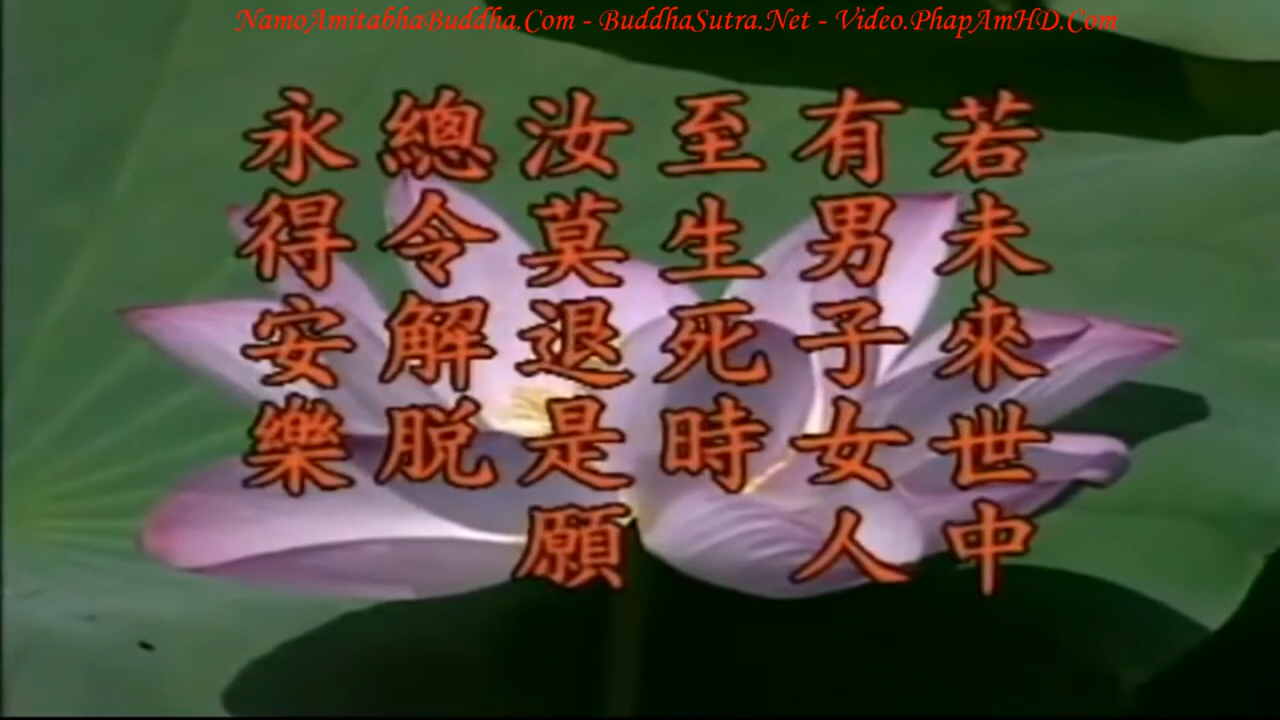 NamoAmitabhaBuddha.Com - BuddhaSutra.Net - Video.PhapAmHD.Com
若未來世中
有男子女人
至生死時
汝莫退是願
總令解脫
永得安樂